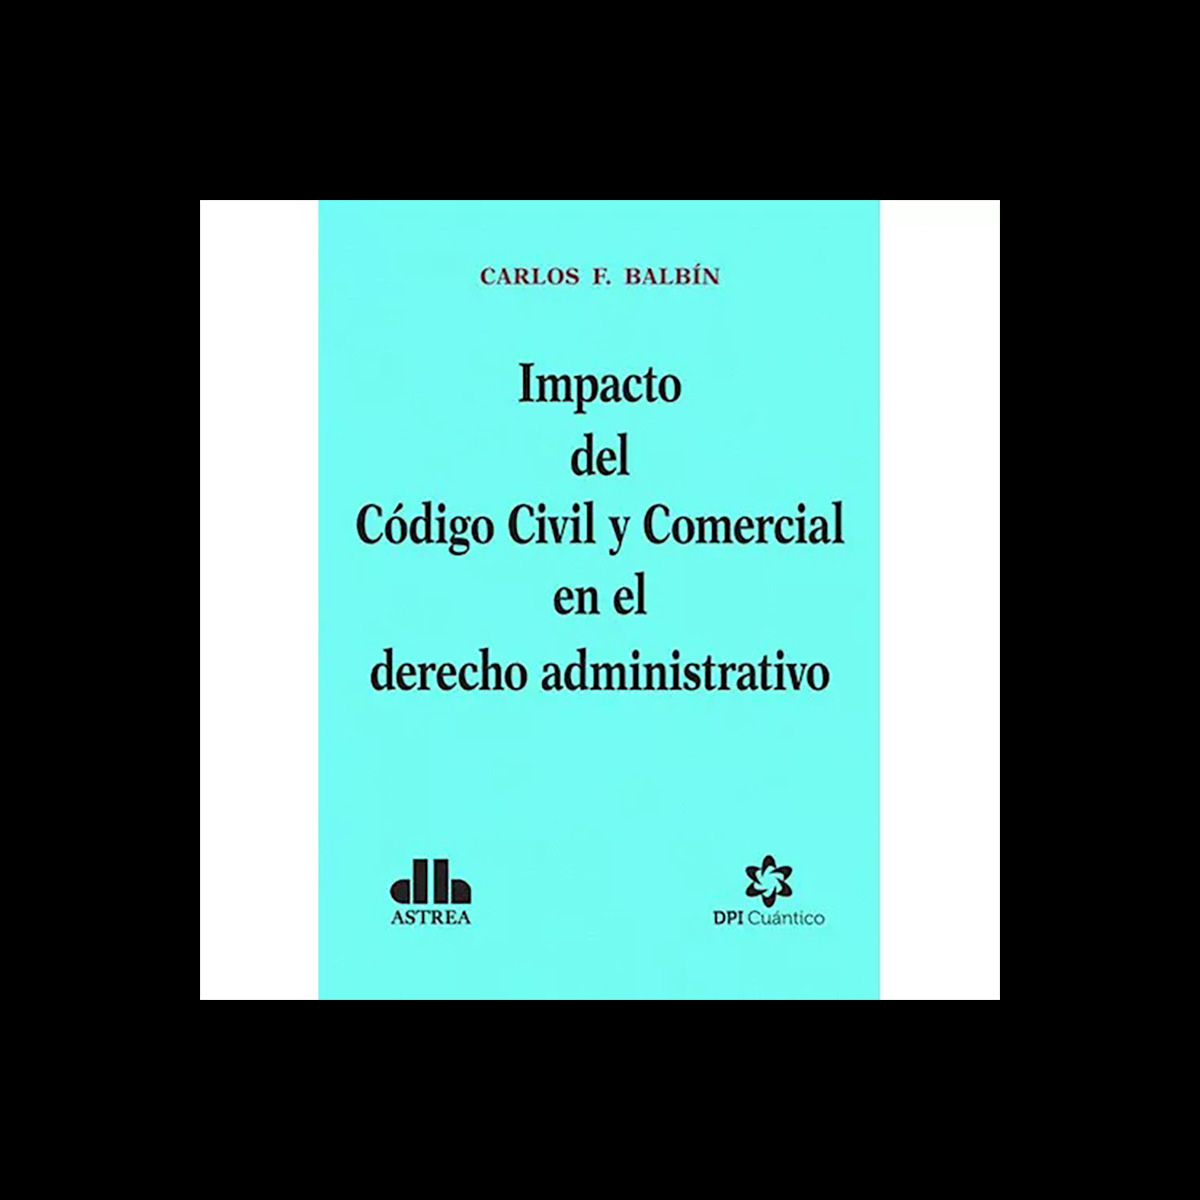 CARLOS F. BALBÍN
Impacto
del
Código Civil y Comercial
en el
derecho administrativo
ASTREA
DPI Cuántico